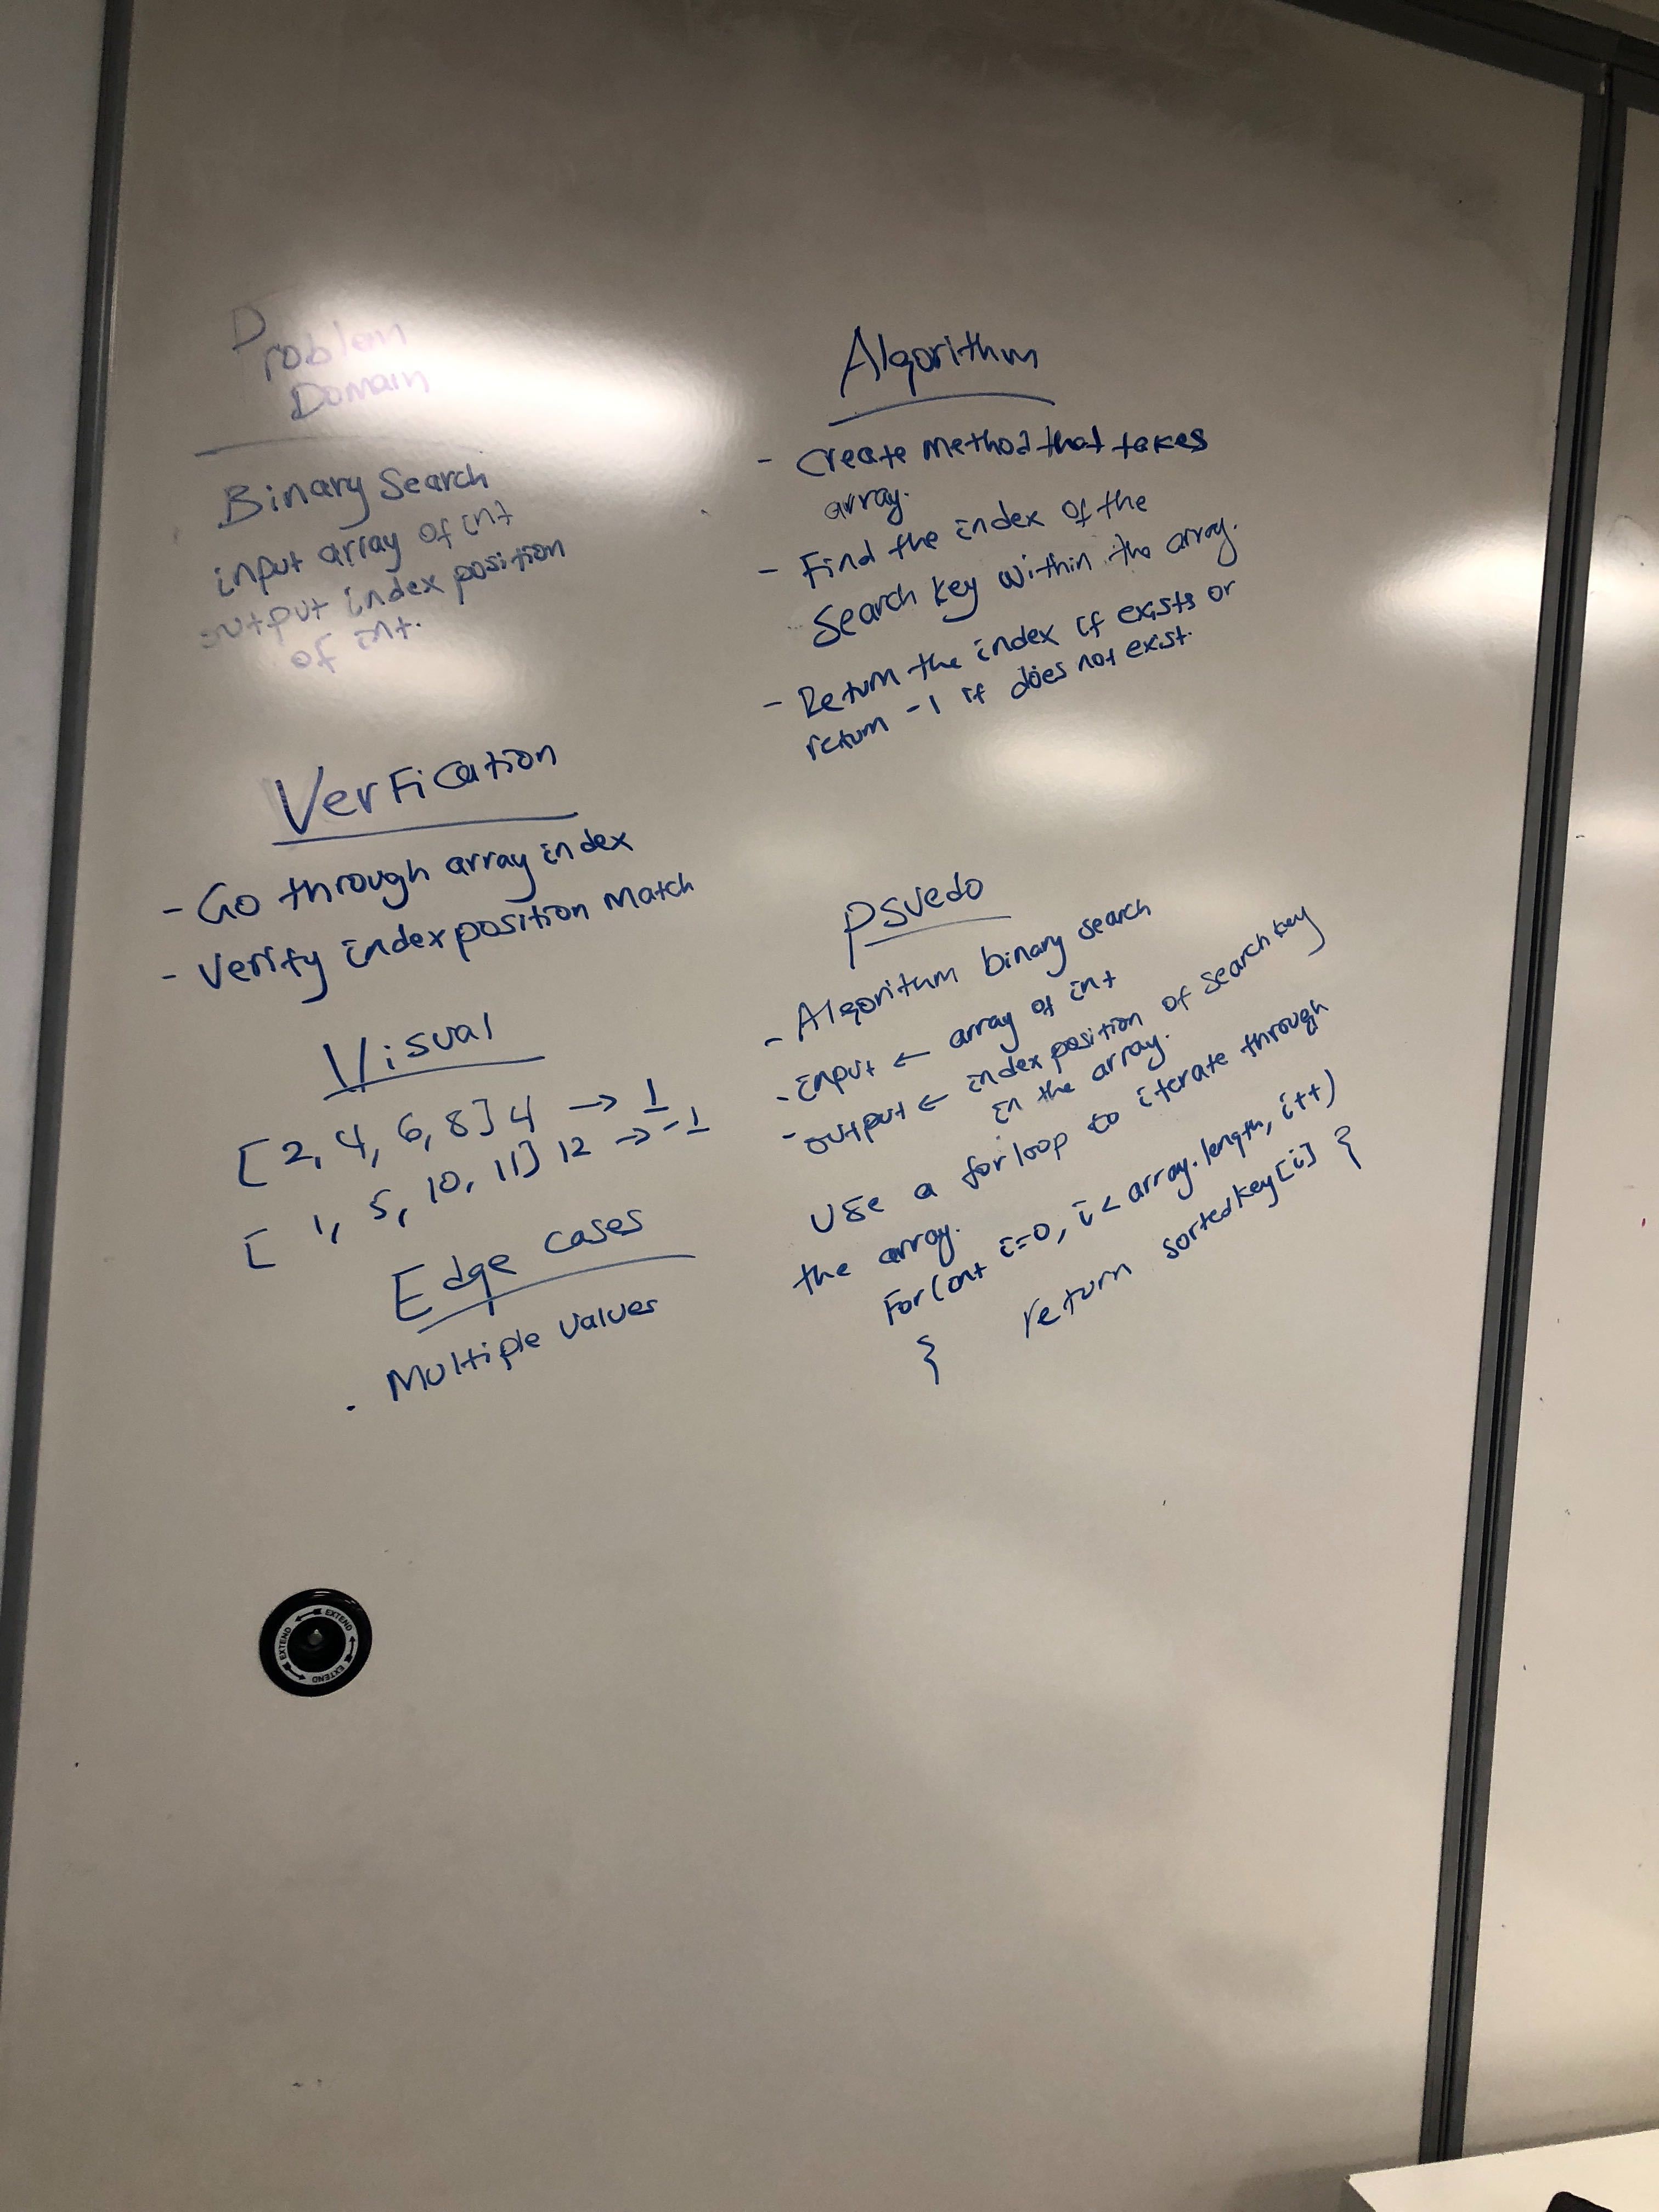 Problem
Domain
Binary Search
input array of int
output index position
of int.
Verfication
- Go through array index
- Verify index position match
Visual
[2, 4, 6, 8] 4 → 1
[ 1, 5, 10, 11] 12 → -1
Edge cases
. Multiple values
Algorithm
- Create method that takes
array.
- Find the index of the
Search key within the array.
- Return the index if exists or
return -1 if does not exist.
Psuedo
- Algorithm binary search
- input ← array of int
- output ← index position of search key
in the array.
Use a for loop to iterate through
the array.
For(int i=0, i< array.length, i++)
{ return sortedkey[i] }
EXTEND
EXTEND
EXTEND